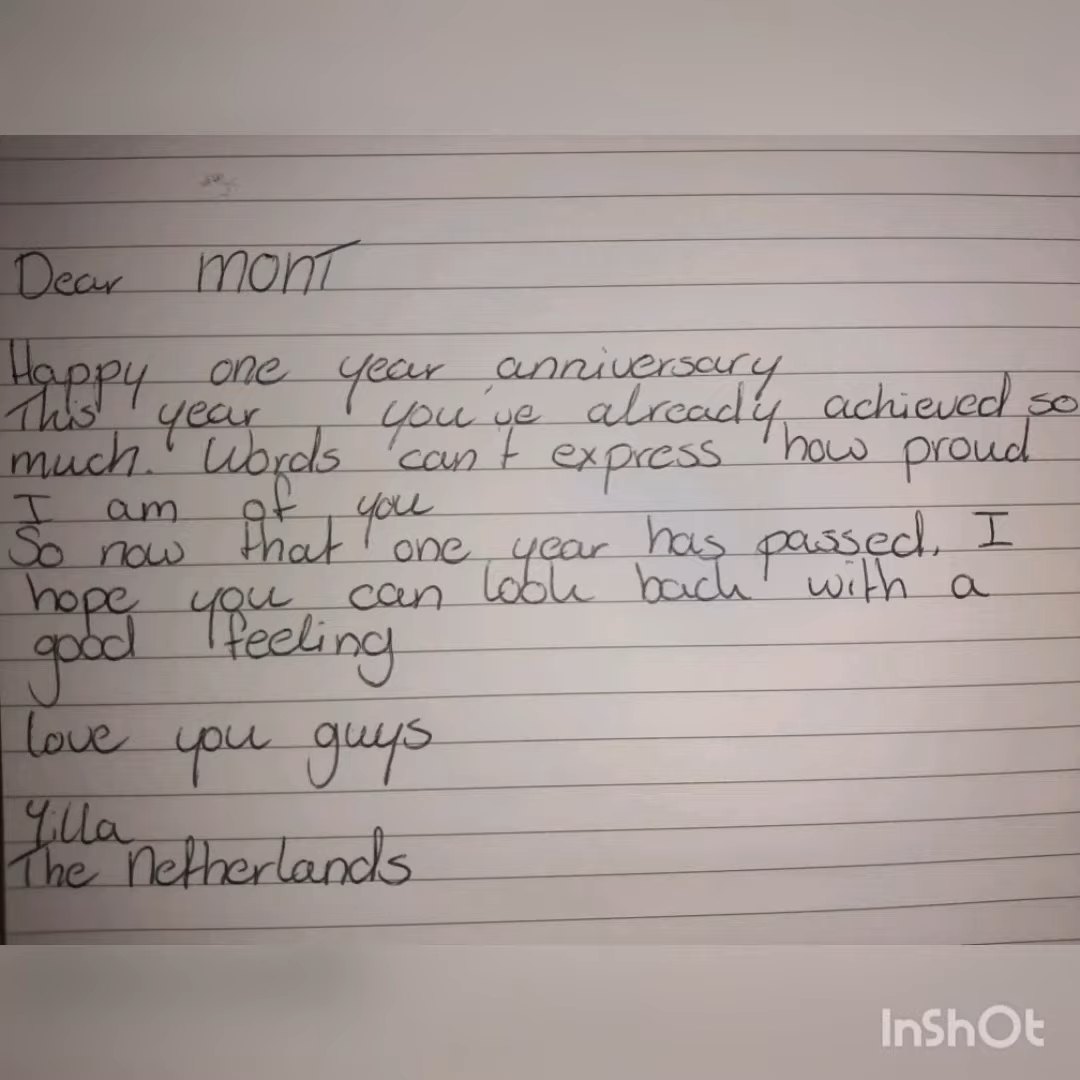 Dear MONT
Happy one year anniversary
This year you've already achieved so
much. Words can't express how proud
I am of you
So now that one year has passed, I
hope you can look back with a
good feeling
love you guys
Yilla
The Netherlands
InShOt